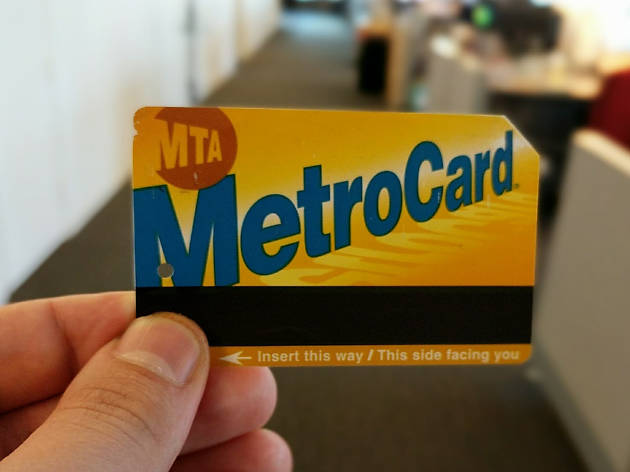 MTA
MetroCard
Insert this way / This side facing you